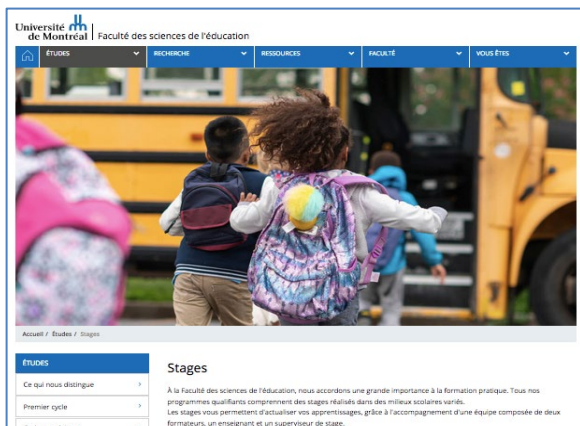 Université
de Montréal
Faculté des sciences de l'éducation
ÉTUDES
RECHERCHE
RESSOURCES
FACULTÉ
VOUS ÊTES
Accueil / Études / Stages
ÉTUDES
Ce qui nous distingue
Premier cycle
Stages
À la Faculté des sciences de l'éducation, nous accordons une grande importance à la formation pratique. Tous nos
programmes qualifiants comprennent des stages réalisés dans des milieux scolaires variés.
Les stages vous permettent d'actualiser vos apprentissages, grâce à l'accompagnement d'une équipe composée de deux
formateurs, un enseignant et un superviseur de stage.